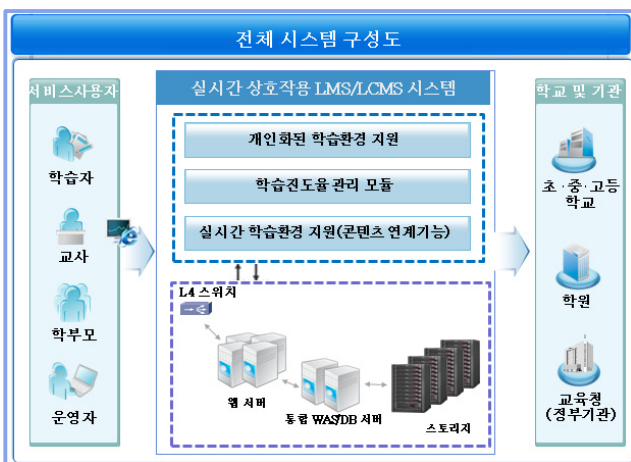 전체 시스템 구성도
서비스사용자
학습자
교사
학부모
운영자
실시간 상호작용 LMS/LCMS 시스템
개인화된 학습환경 지원
학습진도율 관리 모듈
실시간 학습환경 지원(콘텐츠 연계기능)
L4 스위치
웹 서버
통합 WAS/DB 서버
스토리지
학교 및 기관
초·중·고등
학교
학원
교육청
(정부기관)